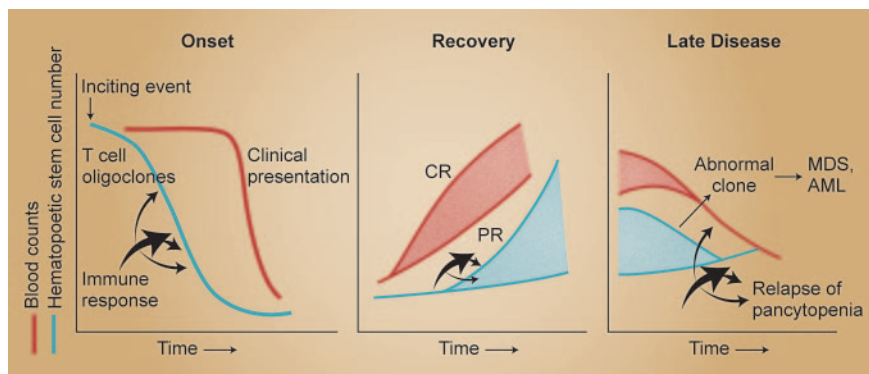 Onset
Recovery
Late Disease
Blood counts
Hematopoetic stem cell number
Inciting event
T cell
oligoclones
Clinical
presentation
Immune
response
Time
CR
PR
Time
Abnormal
clone
MDS,
AML
Relapse of
pancytopenia
Time